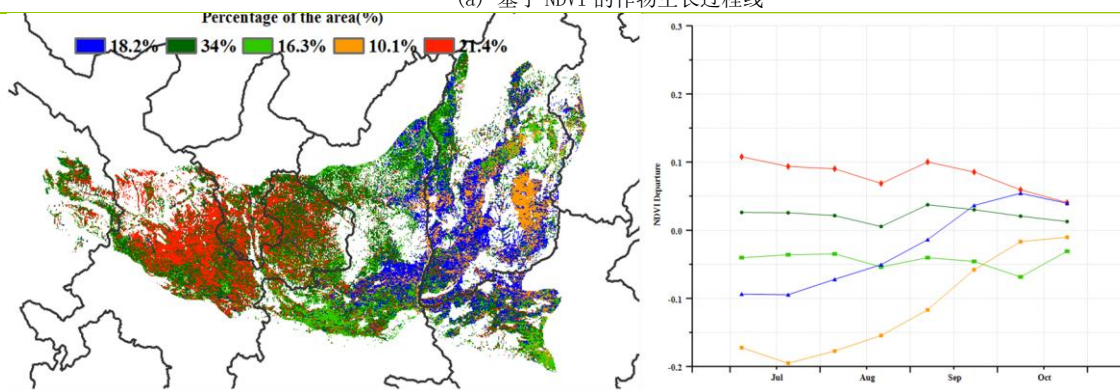 (a) 基于 NDVI 的作物生长过程线
Percentage of the area(%)
18.2% 34% 16.3% 10.1% 21.4%
0.3
0.2
0.1
0.0
-0.1
-0.2
NDVI Departure
Jul Aug Sep Oct